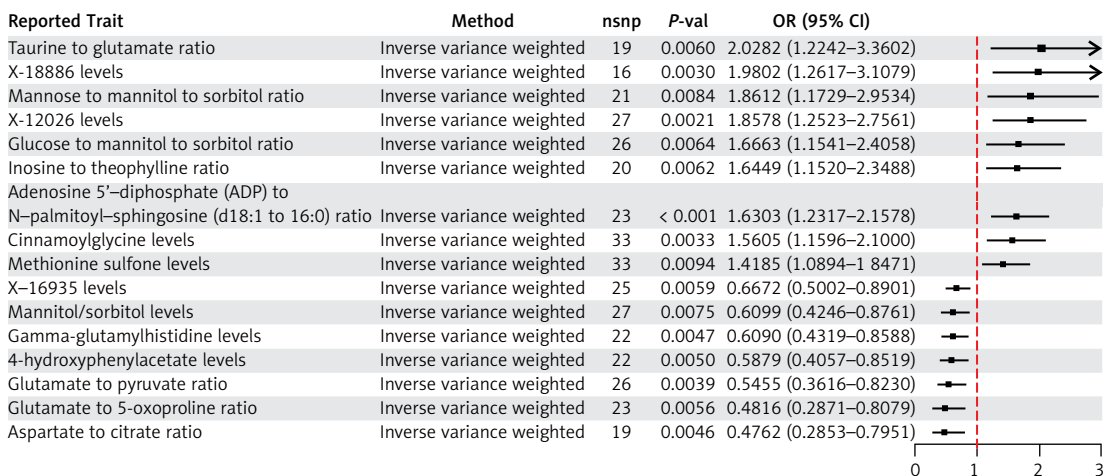 Reported Trait Method nsnp P-val OR (95% CI)
Taurine to glutamate ratio Inverse variance weighted 19 0.0060 2.0282 (1.2242–3.3602)
X-18886 levels Inverse variance weighted 16 0.0030 1.9802 (1.2617–3.1079)
Mannose to mannitol to sorbitol ratio Inverse variance weighted 21 0.0084 1.8612 (1.1729–2.9534)
X-12026 levels Inverse variance weighted 27 0.0021 1.8578 (1.2523–2.7561)
Glucose to mannitol to sorbitol ratio Inverse variance weighted 26 0.0064 1.6663 (1.1541–2.4058)
Inosine to theophylline ratio Inverse variance weighted 20 0.0062 1.6449 (1.1520–2.3488)
Adenosine 5'–diphosphate (ADP) to
N–palmitoyl–sphingosine (d18:1 to 16:0) ratio Inverse variance weighted 23 < 0.001 1.6303 (1.2317–2.1578)
Cinnamoylglycine levels Inverse variance weighted 33 0.0033 1.5605 (1.1596–2.1000)
Methionine sulfone levels Inverse variance weighted 33 0.0094 1.4185 (1.0894–1 8471)
X–16935 levels Inverse variance weighted 25 0.0059 0.6672 (0.5002–0.8901)
Mannitol/sorbitol levels Inverse variance weighted 27 0.0075 0.6099 (0.4246–0.8761)
Gamma-glutamylhistidine levels Inverse variance weighted 22 0.0047 0.6090 (0.4319–0.8588)
4-hydroxyphenylacetate levels Inverse variance weighted 22 0.0050 0.5879 (0.4057–0.8519)
Glutamate to pyruvate ratio Inverse variance weighted 26 0.0039 0.5455 (0.3616–0.8230)
Glutamate to 5-oxoproline ratio Inverse variance weighted 23 0.0056 0.4816 (0.2871–0.8079)
Aspartate to citrate ratio Inverse variance weighted 19 0.0046 0.4762 (0.2853–0.7951)
0 1 2 3